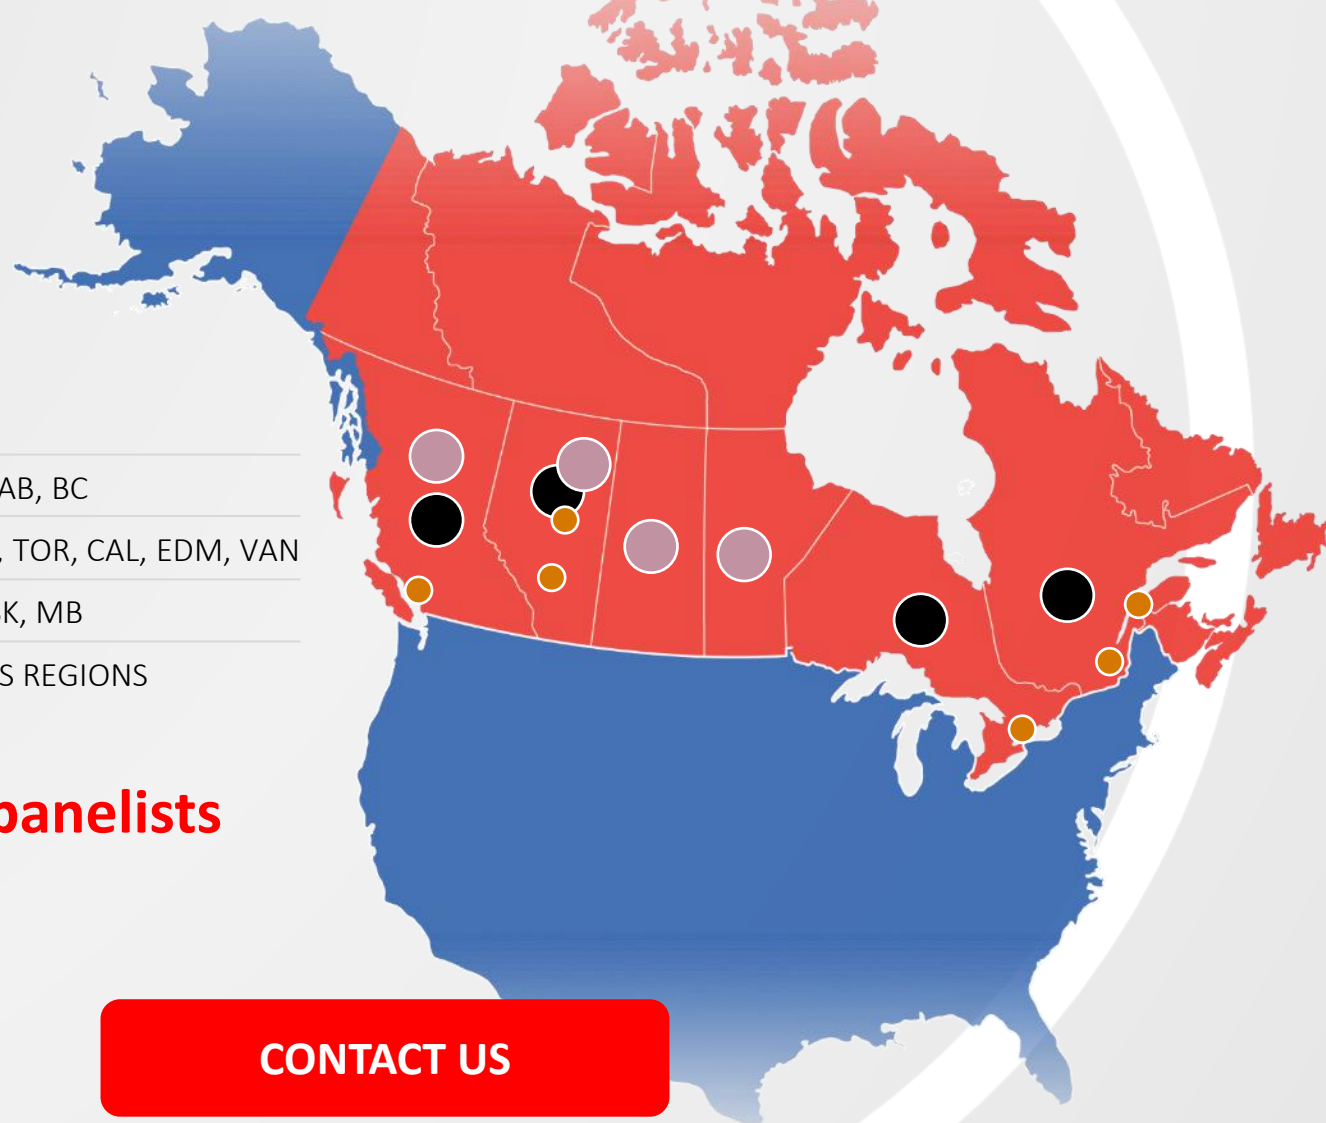 AB, BC
, TOR, CAL, EDM, VAN
K, MB
S REGIONS
panelists
CONTACT US